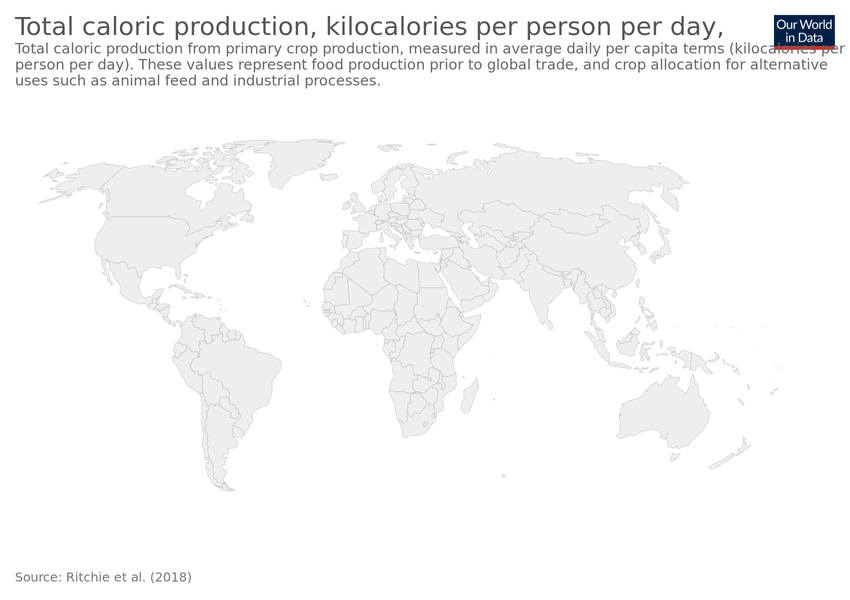 Total caloric production, kilocalories per person per day,
Our World
in Data
Total caloric production from primary crop production, measured in average daily per capita terms (kilocalories per
person per day). These values represent food production prior to global trade, and crop allocation for alternative
uses such as animal feed and industrial processes.
Source: Ritchie et al. (2018)